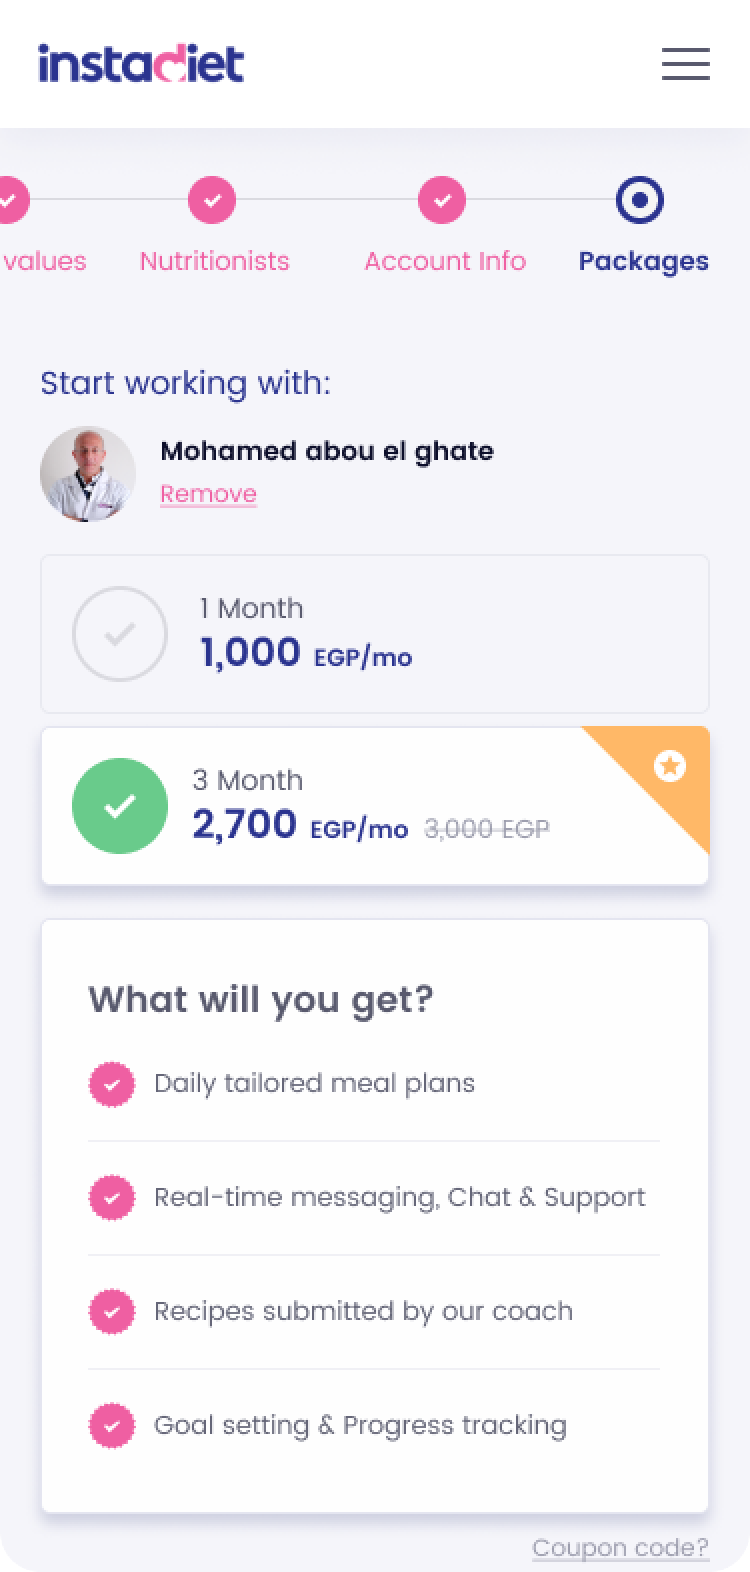 instadiet
values Nutritionists Account Info Packages
Start working with:
Mohamed abou el ghate
Remove
1 Month
1,000 EGP/mo
3 Month
2,700 EGP/mo 3,000 EGP
What will you get?
Daily tailored meal plans
Real-time messaging, Chat & Support
Recipes submitted by our coach
Goal setting & Progress tracking
Coupon code?